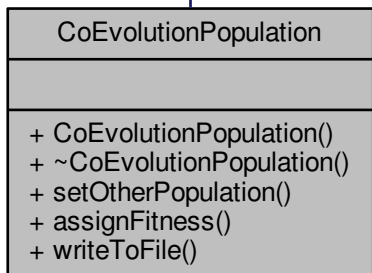 CoEvolutionPopulation
+ CoEvolutionPopulation()
+ ~CoEvolutionPopulation()
+ setOtherPopulation()
+ assignFitness()
+ writeToFile()